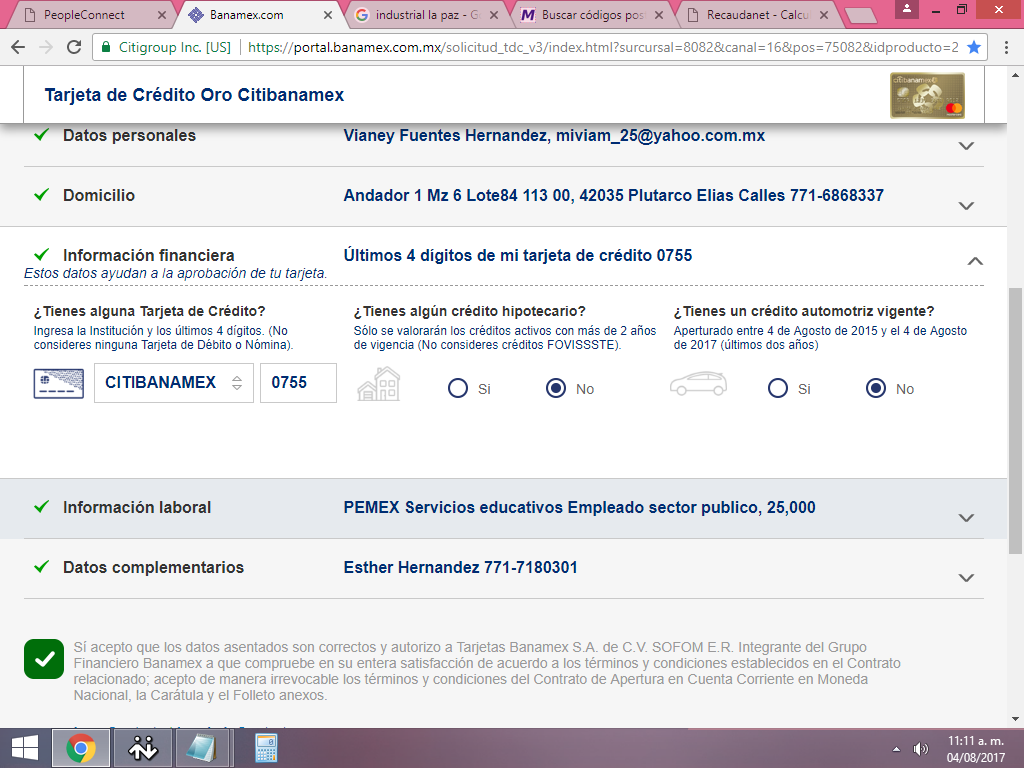 PeopleConnect
Banamex.com
industrial la paz - G
Buscar códigos pos
Recaudanet - Calcu
Citigroup Inc. [US]
https://portal.banamex.com.mx/solicitud_tdc_v3/index.html?sursursal=8082&canal=16&pos=75082&idproducto=2
Tarjeta de Crédito Oro Citibanamex
citibanamex
Datos personales
Vianey Fuentes Hernandez, miviam_25@yahoo.com.mx
Domicilio
Andador 1 Mz 6 Lote84 113 00, 42035 Plutarco Elias Calles 771-6868337
Información financiera
Últimos 4 dígitos de mi tarjeta de crédito 0755
Estos datos ayudan a la aprobación de tu tarjeta.
¿Tienes alguna Tarjeta de Crédito?
Ingresa la Institución y los últimos 4 dígitos. (No
consideres ninguna Tarjeta de Débito o Nómina).
CITIBANAMEX
0755
¿Tienes algún crédito hipotecario?
Sólo se valorarán los créditos activos con más de 2 años
de vigencia (No consideres créditos FOVISSSTE).
Si
No
¿Tienes un crédito automotriz vigente?
Aperturado entre 4 de Agosto de 2015 y el 4 de Agosto
de 2017 (últimos dos años)
Si
No
Información laboral
PEMEX Servicios educativos Empleado sector publico, 25,000
Datos complementarios
Esther Hernandez 771-7180301
Sí acepto que los datos asentados son correctos y autorizo a Tarjetas Banamex S.A. de C.V. SOFOM E.R. Integrante del Grupo
Financiero Banamex a que compruebe en su entera satisfacción de acuerdo a los términos y condiciones establecidos en el Contrato
relacionado; acepto de manera irrevocable los términos y condiciones del Contrato de Apertura en Cuenta Corriente en Moneda
Nacional, la Carátula y el Folleto anexos.
11:11 a. m.
04/08/2017